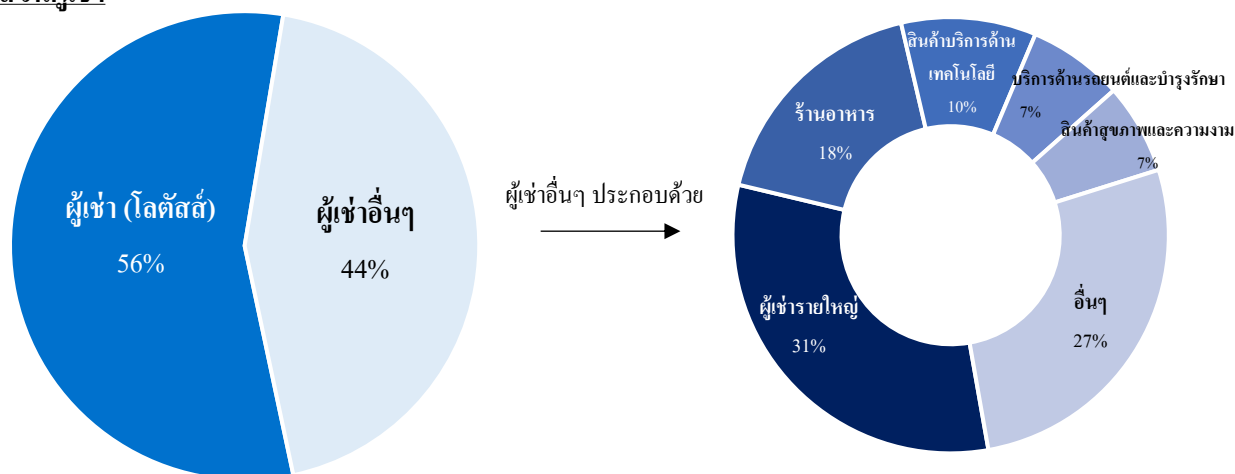 ผู้เช่า (โลตัสส์)
56%
ผู้เช่าอื่นๆ
44%
ผู้เช่าอื่นๆ ประกอบด้วย
สินค้าบริการด้าน
เทคโนโลยี
10%
บริการด้านรถยนต์และบำรุงรักษา
7%
สินค้าสุขภาพและความงาม
7%
ร้านอาหาร
18%
ผู้เช่ารายใหญ่
31%
อื่นๆ
27%